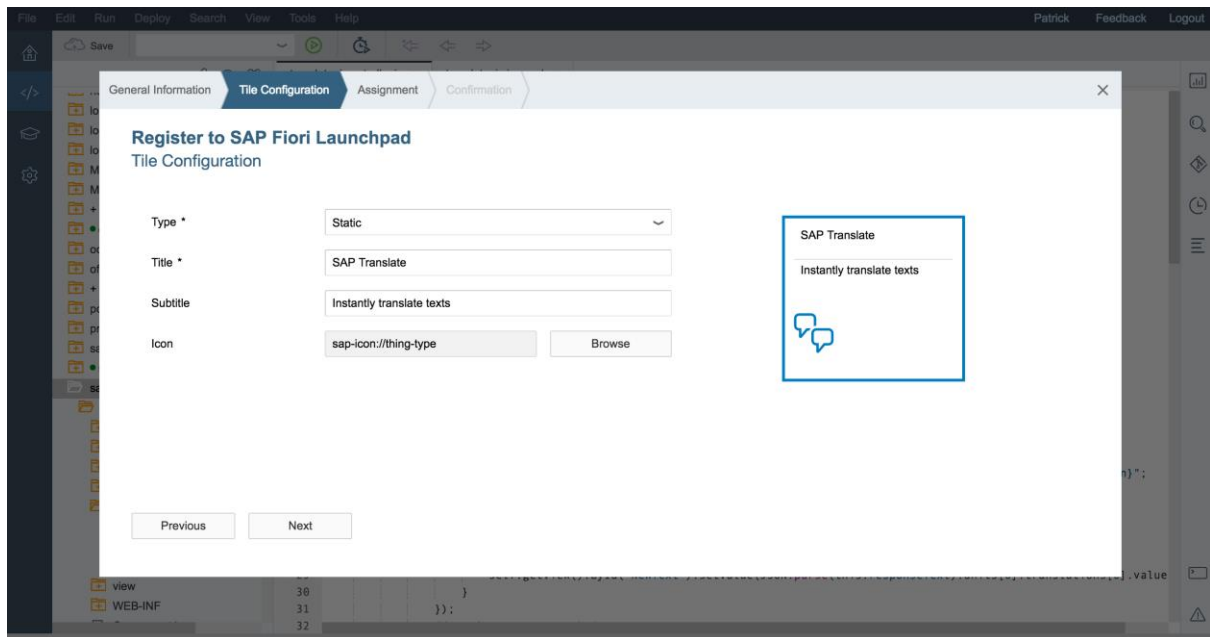 File Edit Run Deploy Search View Tools Help Patrick Feedback Logout
Save
General Information Tile Configuration Assignment Confirmation
Register to SAP Fiori Launchpad
Tile Configuration
Type * Static
Title * SAP Translate
Subtitle Instantly translate texts
Icon sap-icon://thing-type Browse
SAP Translate
Instantly translate texts
Previous Next
view
WEB-INF
30 }
31 });
32